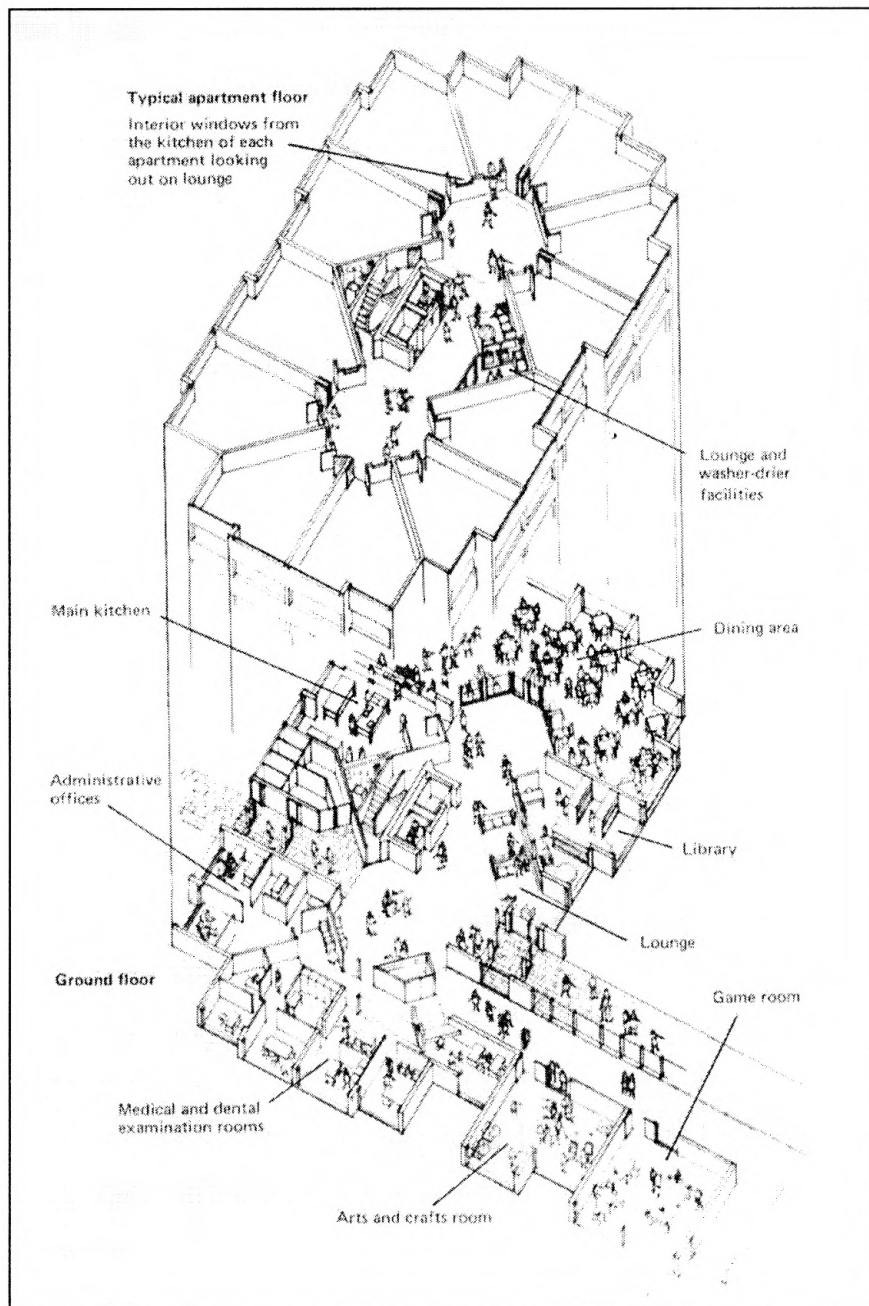 Typical apartment floor
Interior windows from
the kitchen of each
apartment looking
out on lounge
Lounge and
washer-drier
facilities
Main kitchen
Dining area
Administrative
offices
Library
Lounge
Ground floor
Game room
Medical and dental
examination rooms
Arts and crafts room